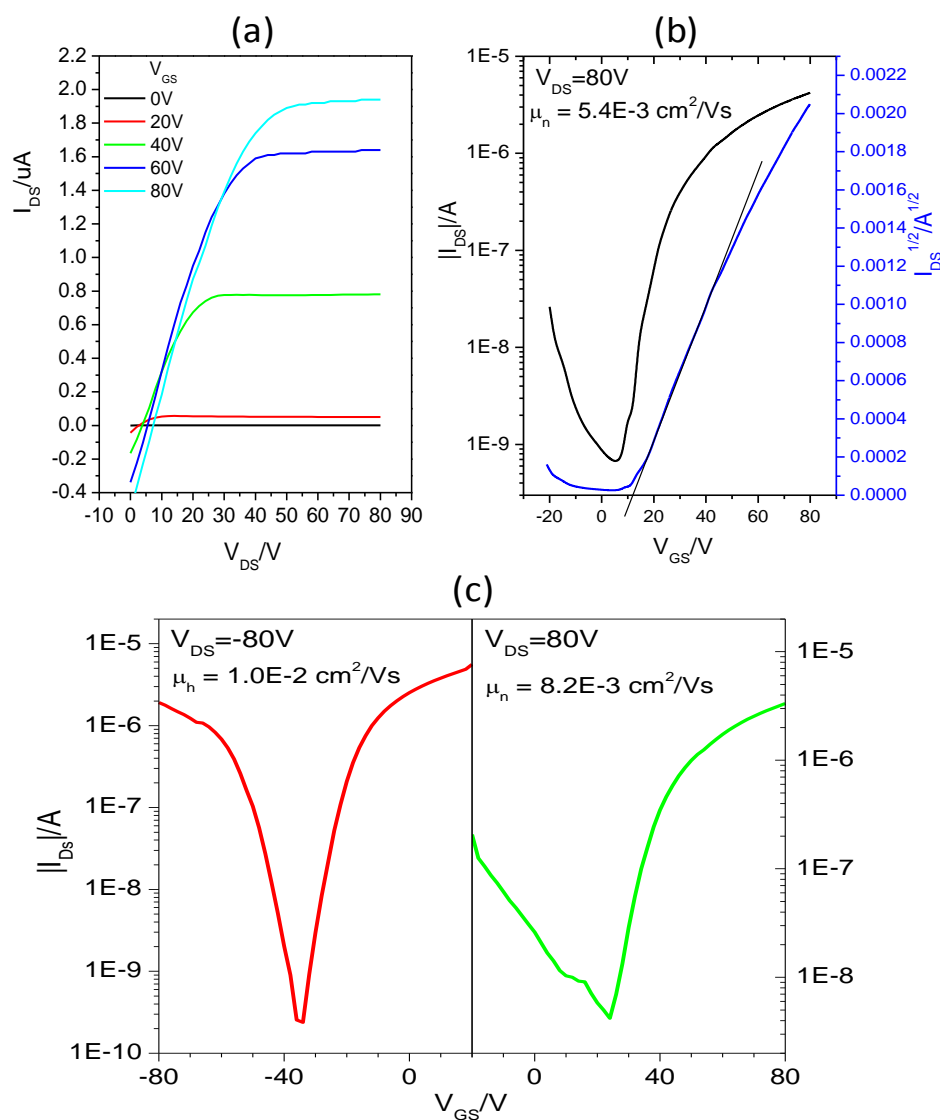 (a)
I_DS/uA
2.2
2.0
1.8
1.6
1.4
1.2
1.0
0.8
0.6
0.4
0.2
0.0
-0.2
-0.4
V_GS
0V
20V
40V
60V
80V
-10 0 10 20 30 40 50 60 70 80 90
V_DS/V
(b)
|I_DS|/A
1E-5
1E-6
1E-7
1E-8
1E-9
V_DS=80V
μ_n = 5.4E-3 cm^2/Vs
0.0022
0.0020
0.0018
0.0016
0.0014
0.0012
0.0010
0.0008
0.0006
0.0004
0.0002
0.0000
I_DS^1/2/A^1/2
-20 0 20 40 60 80
V_GS/V
(c)
|I_Ds|/A
1E-5
1E-6
1E-7
1E-8
1E-9
1E-10
V_DS=-80V
μ_h = 1.0E-2 cm^2/Vs
V_DS=80V
μ_n = 8.2E-3 cm^2/Vs
1E-5
1E-6
1E-7
1E-8
-80 -40 0 0 40 80
V_GS/V